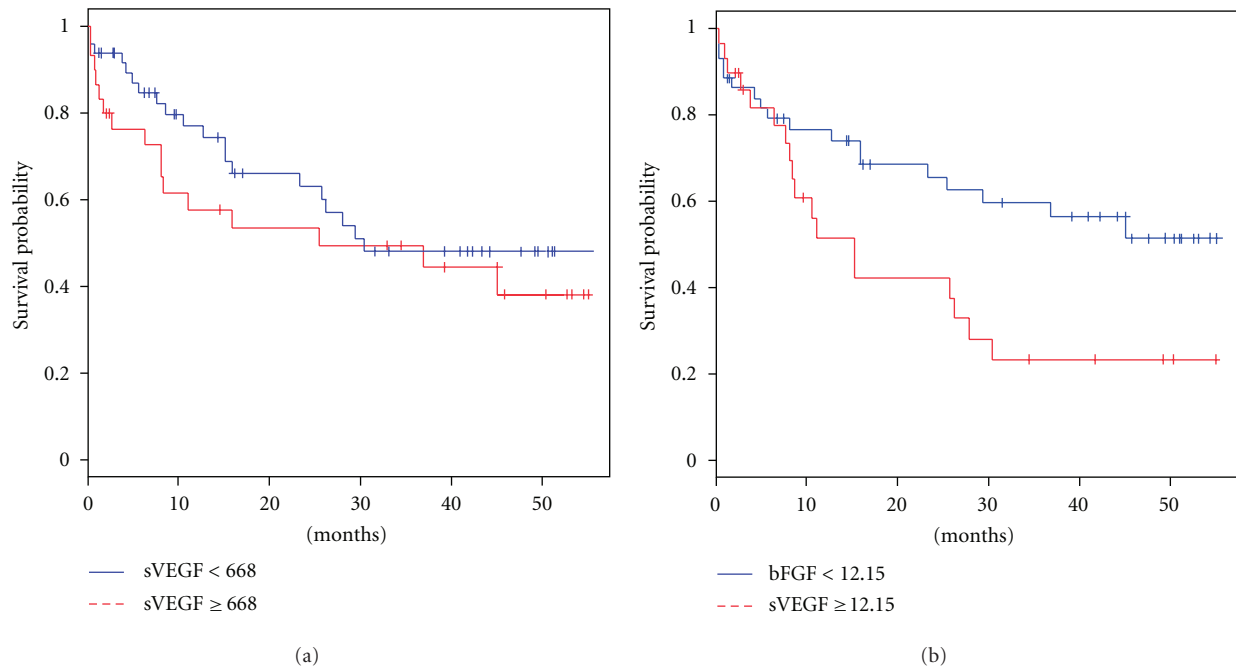 1
0.8
0.6
0.4
0.2
0
Survival probability
0 10 20 30 40 50
(months)
sVEGF < 668
sVEGF ≥ 668
(a)
1
0.8
0.6
0.4
0.2
0
Survival probability
0 10 20 30 40 50
(months)
bFGF < 12.15
sVEGF ≥ 12.15
(b)